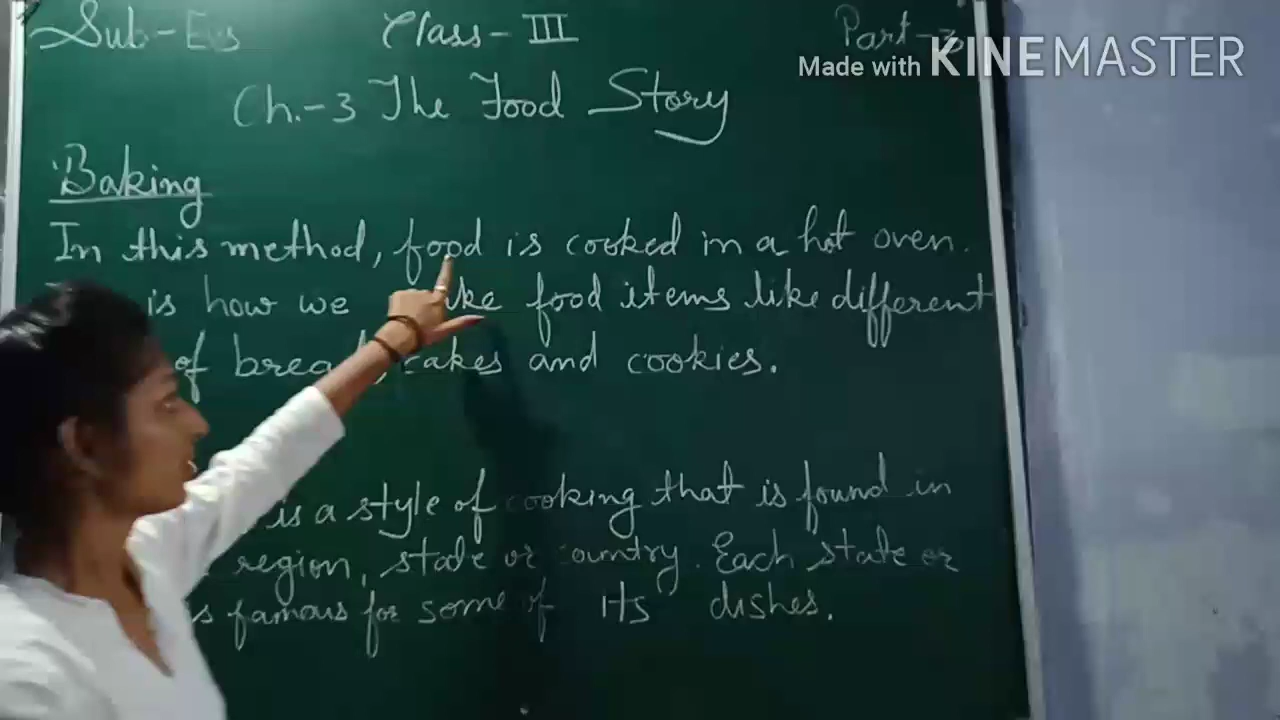 Sub-Evs Class-III Part-3
Made with KINEMASTER
Ch.-3 The Food Story
Baking
In this method, food is cooked in a hot oven.
is how we food items like different
of bread, cakes and cookies.
is a style of cooking that is found in
region, state or country. Each state or
famous for some of its dishes.